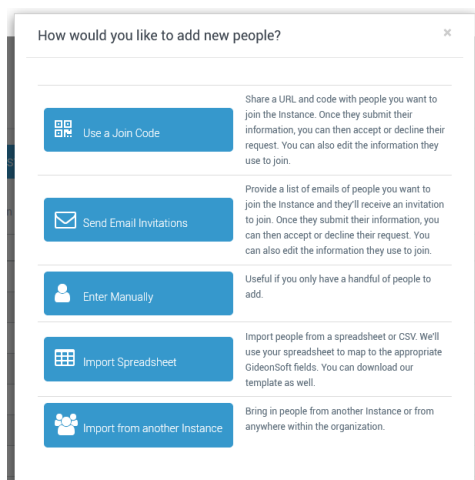 How would you like to add new people?
×
Use a Join Code
Share a URL and code with people you want to
join the Instance. Once they submit their
information, you can then accept or decline their
request. You can also edit the information they
use to join.
Send Email Invitations
Provide a list of emails of people you want to
join the Instance and they'll receive an invitation
to join. Once they submit their information, you
can then accept or decline their request. You
can also edit the information they use to join.
Enter Manually
Useful if you only have a handful of people to
add.
Import Spreadsheet
Import people from a spreadsheet or CSV. We'll
use your spreadsheet to map to the appropriate
GideonSoft fields. You can download our
template as well.
Import from another Instance
Bring in people from another Instance or from
anywhere within the organization.